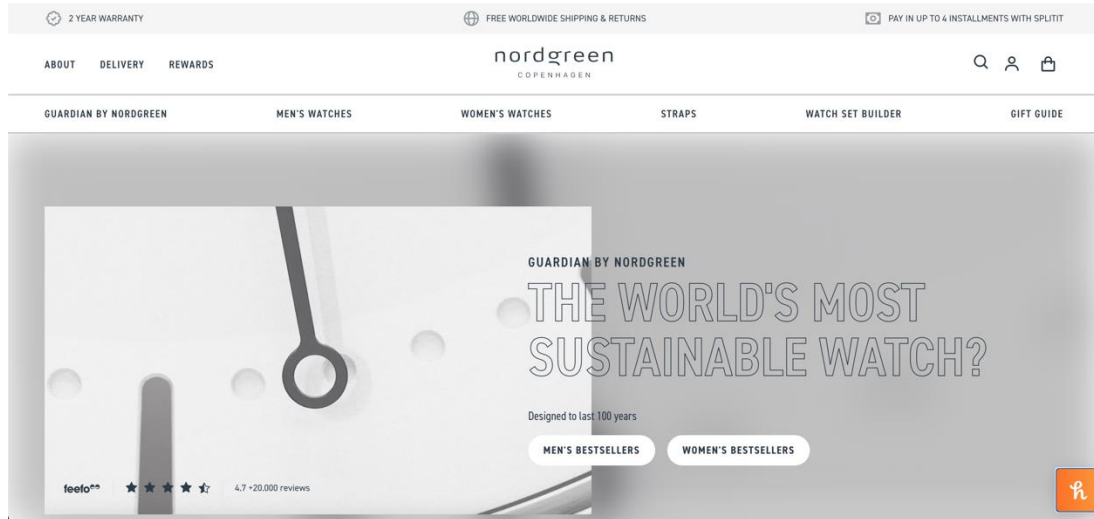 2 YEAR WARRANTY
FREE WORLDWIDE SHIPPING & RETURNS
PAY IN UP TO 4 INSTALLMENTS WITH SPLITIT
ABOUT DELIVERY REWARDS
nordgreen
COPENHAGEN
GUARDIAN BY NORDGREEN MEN'S WATCHES WOMEN'S WATCHES STRAPS WATCH SET BUILDER GIFT GUIDE
GUARDIAN BY NORDGREEN
THE WORLD'S MOST
SUSTAINABLE WATCH?
Designed to last 100 years
MEN'S BESTSELLERS WOMEN'S BESTSELLERS
feefo 4.7 +20.000 reviews
h